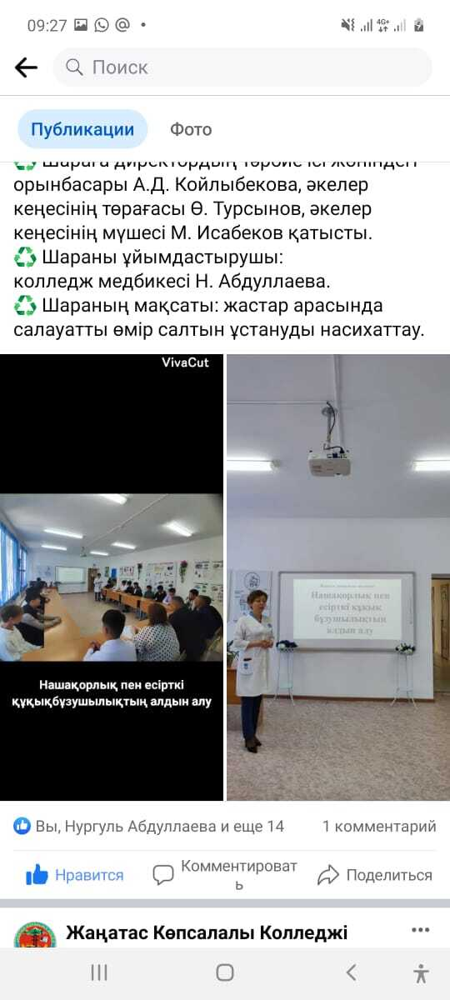 09:27
4G+
Поиск
Публикации
Фото
Шараға директордың тәрбие ісі жөніндегі
орынбасары А.Д. Койлыбекова, әкелер
кеңесінің төрағасы Ө. Турсынов, әкелер
кеңесінің мүшесі М. Исабеков қатысты.
Шараны ұйымдастырушы:
колледж медбикесі Н. Абдуллаева.
Шараның мақсаты: жастар арасында
салауатты өмір салтын ұстануды насихаттау.
VivaCut
Нашақорлық пен есірткі
құқықбұзушылықтың алдын алу
Нашақорлық пен
есірткі құқық
бұзушылықтың
алдын алу
Вы, Нургуль Абдуллаева и еще 14
1 комментарий
Нравится
Комментироват
ь
Поделиться
Жаңатас Көпсалалы Колледжі